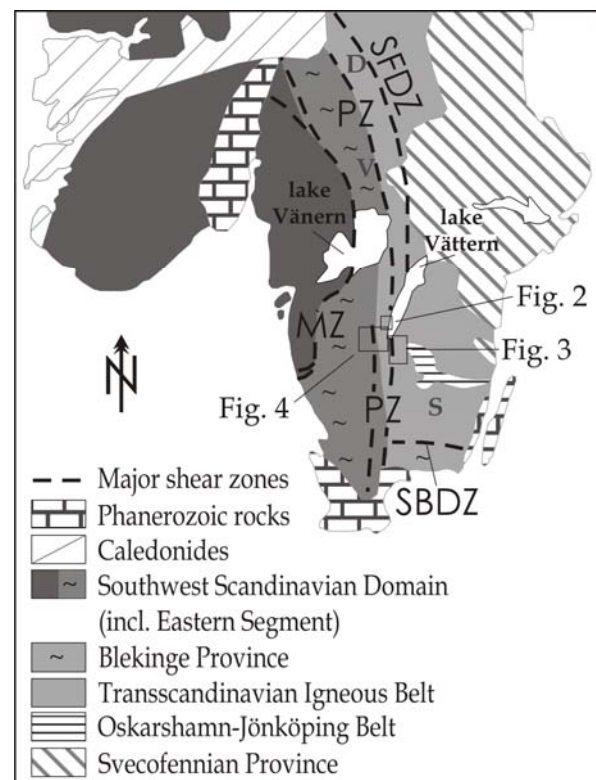 SFDZ
D
PZ
V
lake
Vänern
lake
Vättern
Fig. 2
MZ
Fig. 3
N
Fig. 4
PZ
S
SBDZ
Major shear zones
Phanerozoic rocks
Caledonides
~ Southwest Scandinavian Domain
(incl. Eastern Segment)
~ Blekinge Province
Transscandinavian Igneous Belt
Oskarshamn-Jönköping Belt
Svecofennian Province